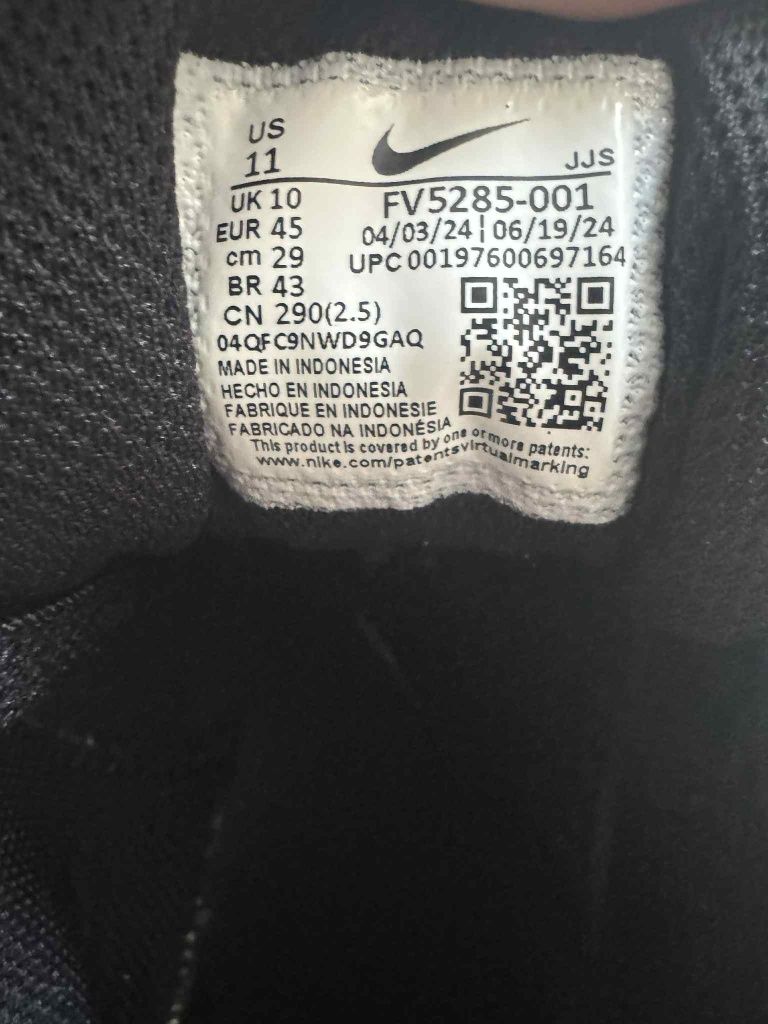 US
11
JJS
UK 10
FV5285-001
EUR 45
04/03/24 | 06/19/24
cm 29
UPC 00197600697164
BR 43
CN 290(2.5)
04QFC9NWD9GAQ
MADE IN INDONESIA
HECHO EN INDONESIA
FABRIQUE EN INDONESIE
FABRICADO NA INDONÉSIA
This product is covered by one or more patents:
www.nike.com/patentsvirtualmarking